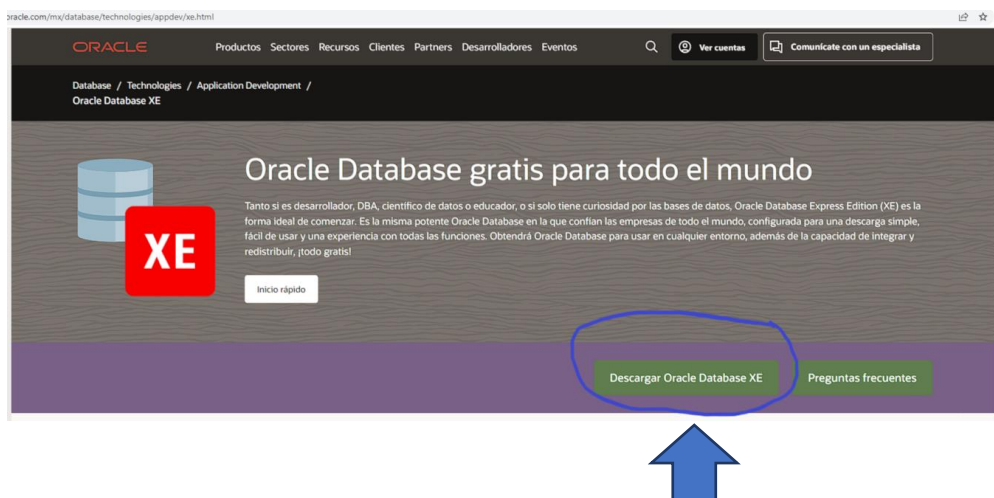 oracle.com/mx/database/technologies/appdev/xe.html
ORACLE
Productos Sectores Recursos Clientes Partners Desarrolladores Eventos
Ver cuentas
Comunícate con un especialista
Database / Technologies / Application Development /
Oracle Database XE
XE
Oracle Database gratis para todo el mundo
Tanto si es desarrollador, DBA, científico de datos o educador, o si solo tiene curiosidad por las bases de datos, Oracle Database Express Edition (XE) es la
forma ideal de comenzar. Es la misma potente Oracle Database en la que confían las empresas de todo el mundo, configurada para una descarga simple,
fácil de usar y una experiencia con todas las funciones. Obtendrá Oracle Database para usar en cualquier entorno, además de la capacidad de integrar y
redistribuir, ¡todo gratis!
Inicio rápido
Descargar Oracle Database XE
Preguntas frecuentes